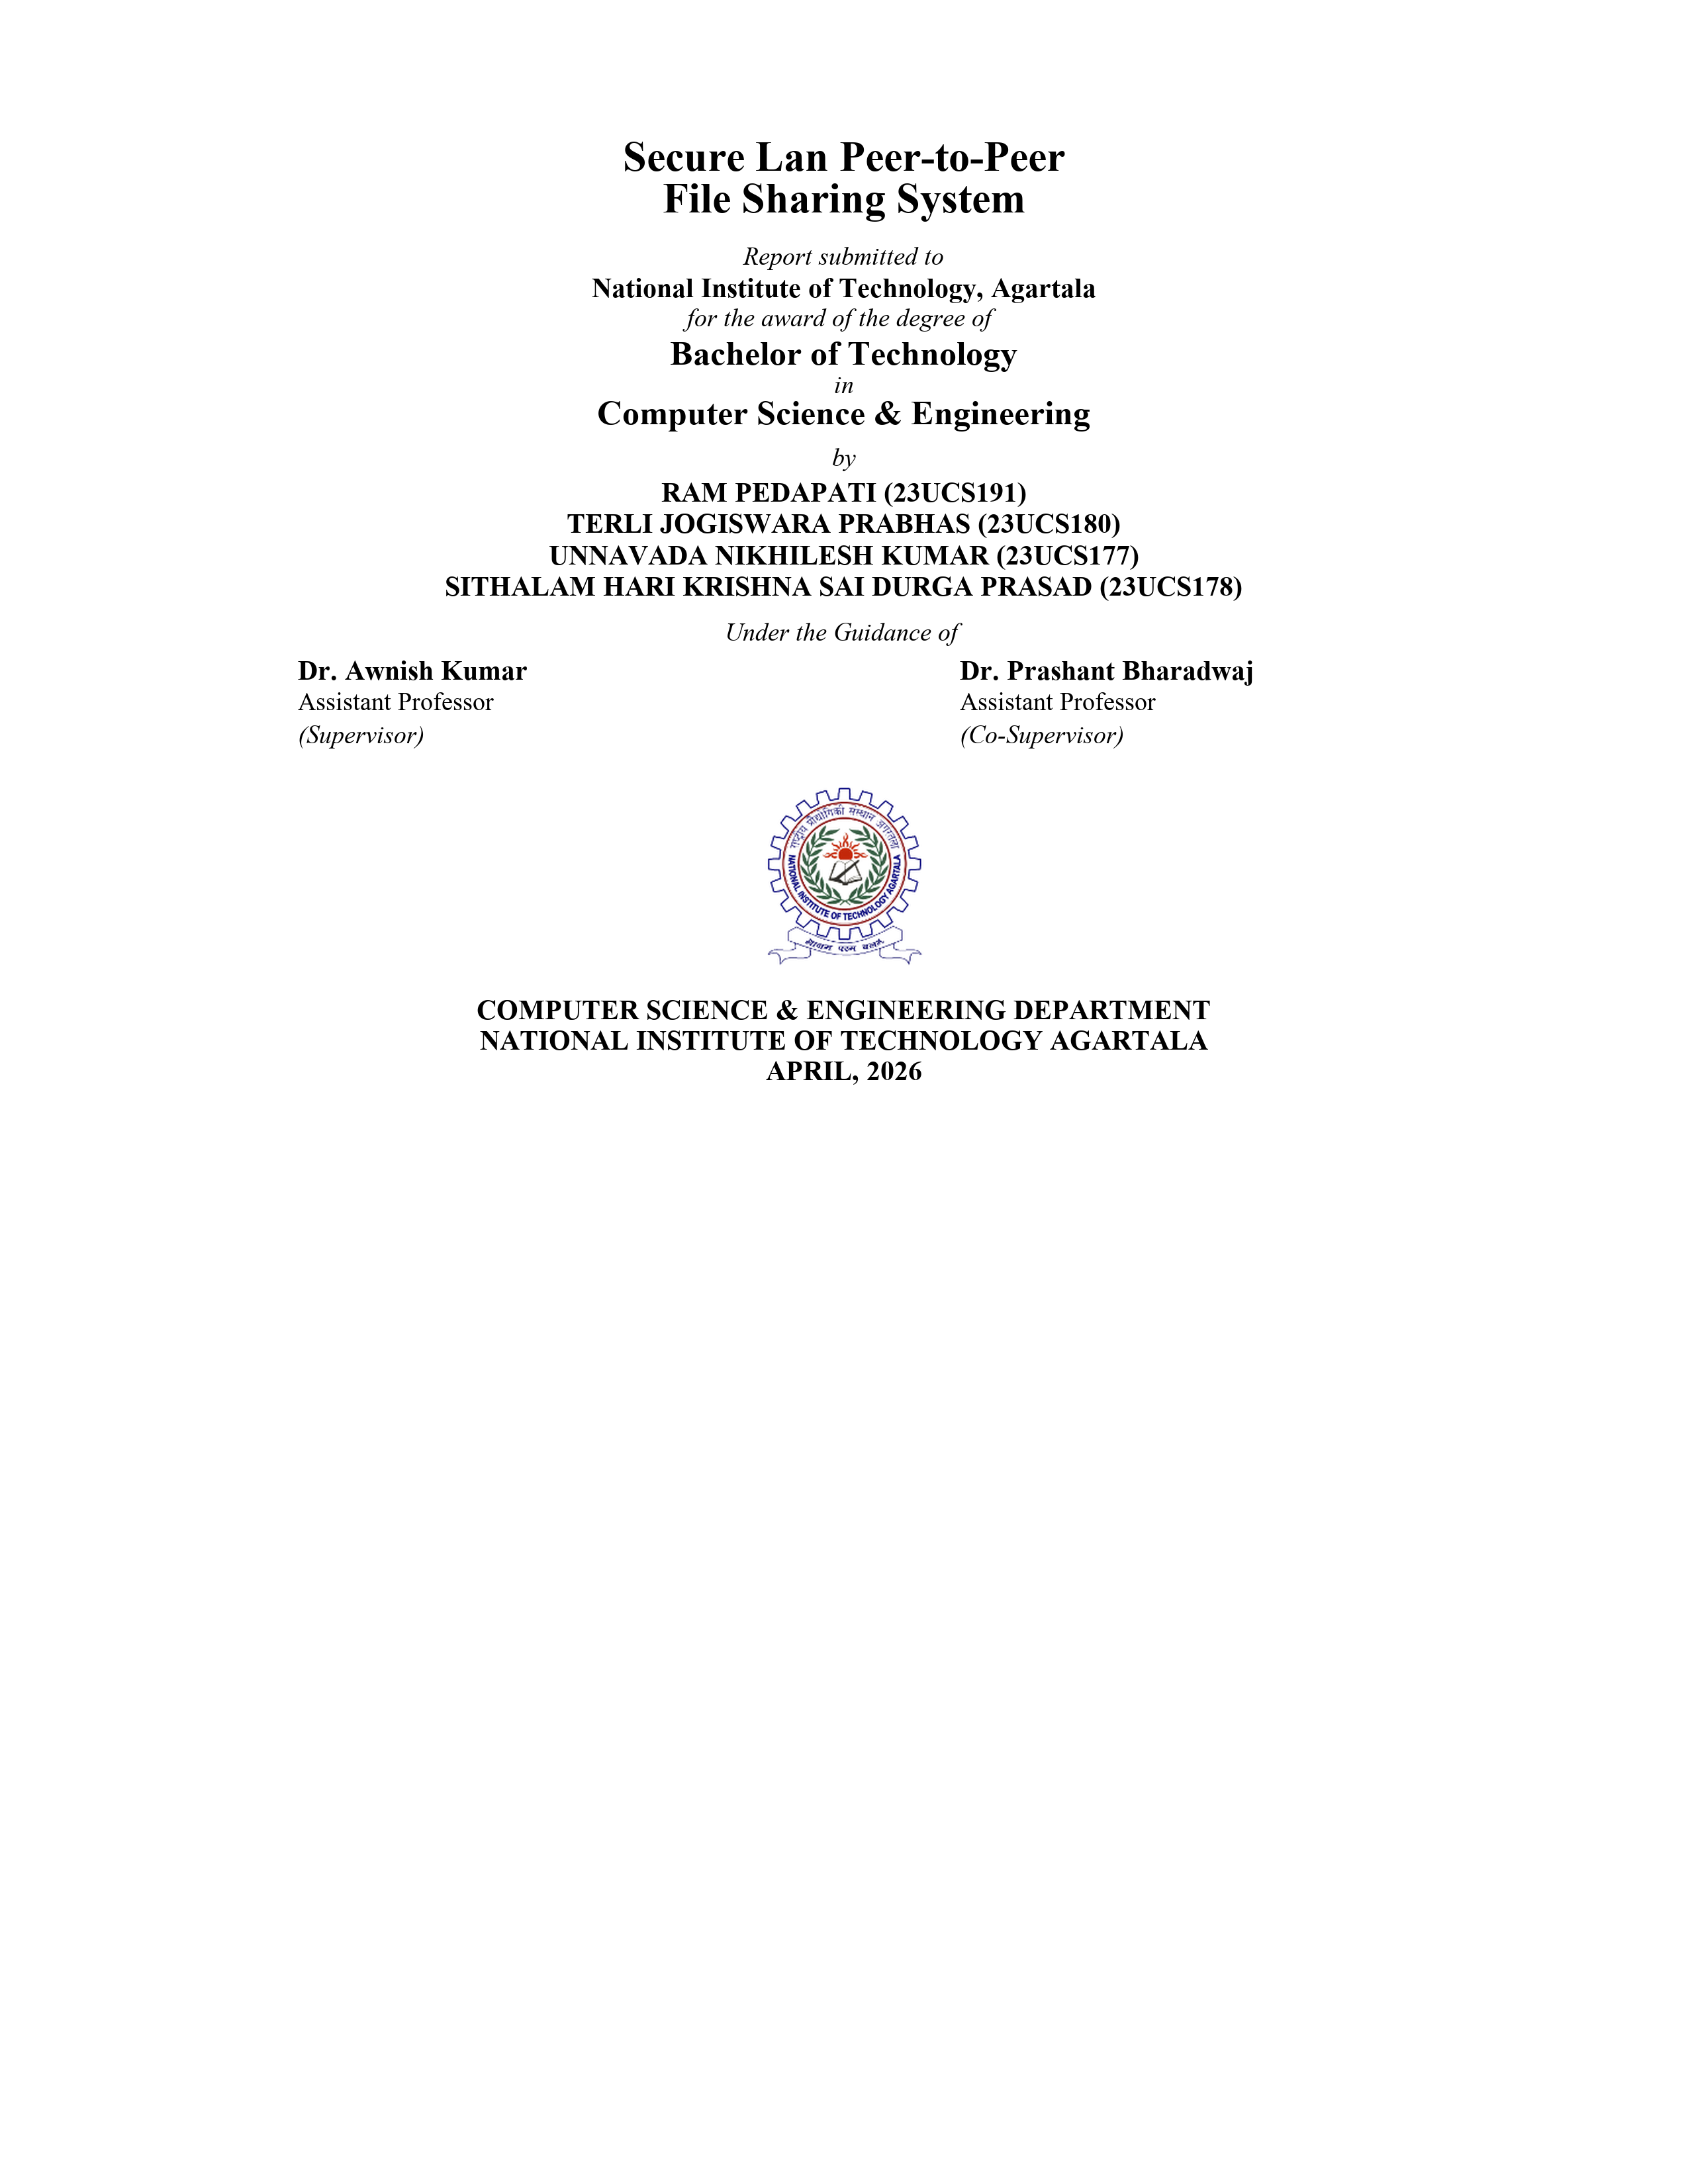 Secure Lan Peer-to-Peer
File Sharing System
Report submitted to
National Institute of Technology, Agartala
for the award of the degree of
Bachelor of Technology
in
Computer Science & Engineering
by
RAM PEDAPATI (23UCS191)
TERLI JOGISWARA PRABHAS (23UCS180)
UNNAVADA NIKHILESH KUMAR (23UCS177)
SITHALAM HARI KRISHNA SAI DURGA PRASAD (23UCS178)
Under the Guidance of
Dr. Awnish Kumar
Assistant Professor
(Supervisor)
Dr. Prashant Bharadwaj
Assistant Professor
(Co-Supervisor)
राष्ट्रीय प्रौद्योगिकी संस्थान अगरतला
NATIONAL INSTITUTE OF TECHNOLOGY AGARTALA
COMPUTER SCIENCE & ENGINEERING DEPARTMENT
NATIONAL INSTITUTE OF TECHNOLOGY AGARTALA
APRIL, 2026